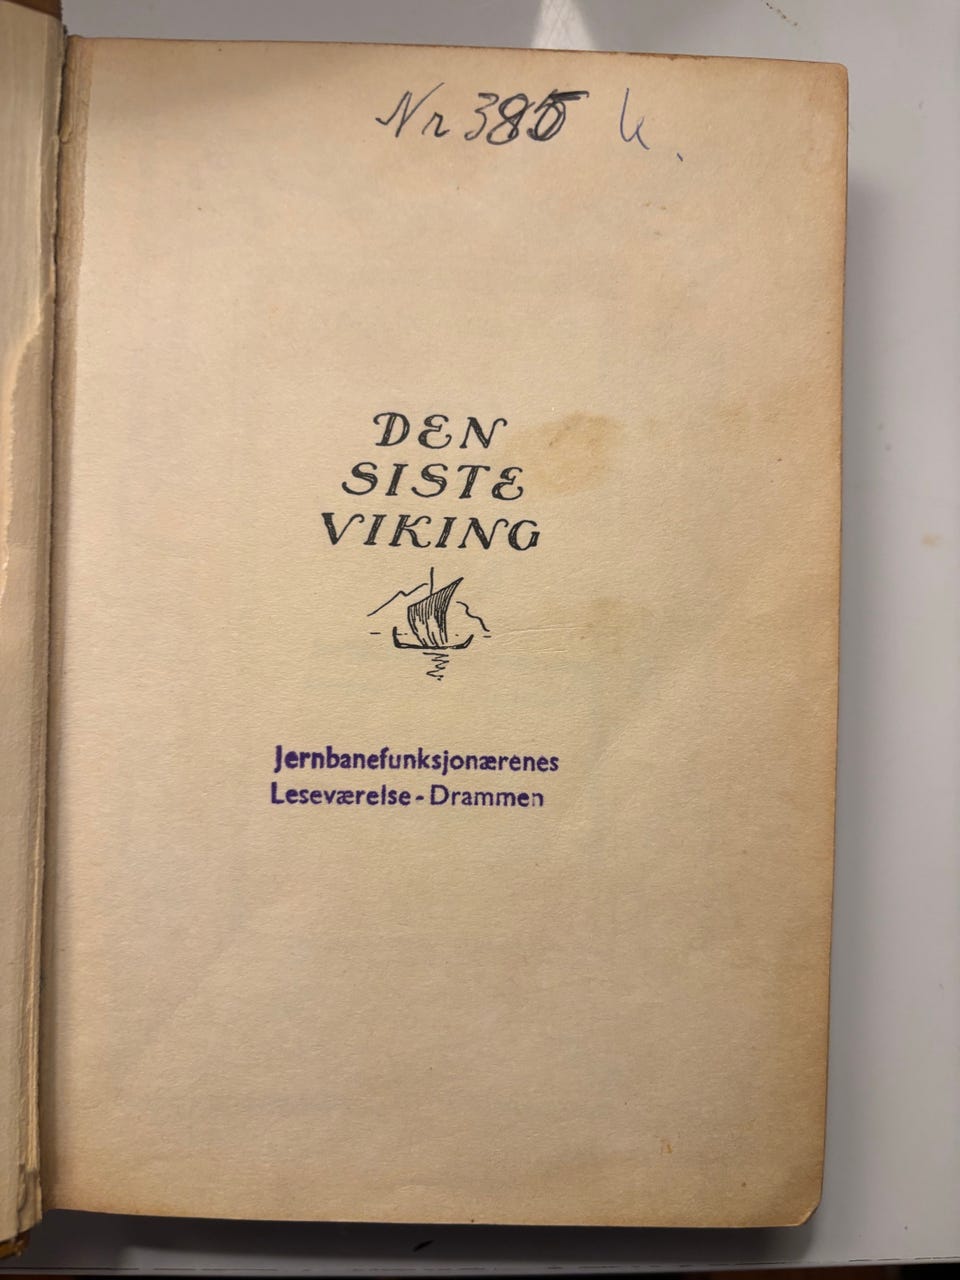 Nr 385 k.
DEN
SISTE
VIKING
Jernbanefunksjonærenes
Leseværelse - Drammen